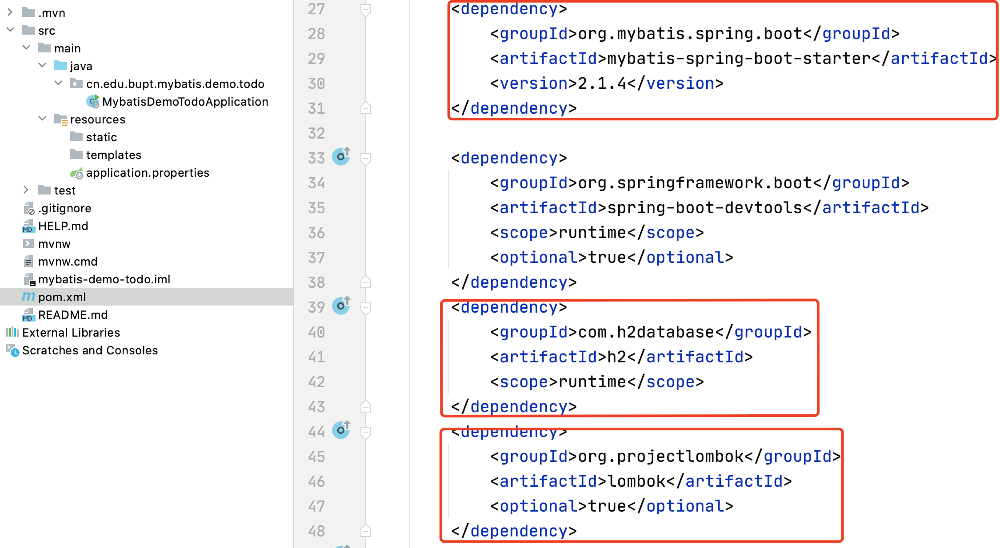 .mvn
src
main
java
cn.edu.bupt.mybatis.demo.todo
MybatisDemoTodoApplication
resources
static
templates
application.properties
test
.gitignore
HELP.md
mvnw
mvnw.cmd
mybatis-demo-todo.iml
pom.xml
README.md
External Libraries
Scratches and Consoles
27 <dependency>
28 <groupId>org.mybatis.spring.boot</groupId>
29 <artifactId>mybatis-spring-boot-starter</artifactId>
30 <version>2.1.4</version>
31 </dependency>
32
33 <dependency>
34 <groupId>org.springframework.boot</groupId>
35 <artifactId>spring-boot-devtools</artifactId>
36 <scope>runtime</scope>
37 <optional>true</optional>
38 </dependency>
39 <dependency>
40 <groupId>com.h2database</groupId>
41 <artifactId>h2</artifactId>
42 <scope>runtime</scope>
43 </dependency>
44 <dependency>
45 <groupId>org.projectlombok</groupId>
46 <artifactId>lombok</artifactId>
47 <optional>true</optional>
48 </dependency>